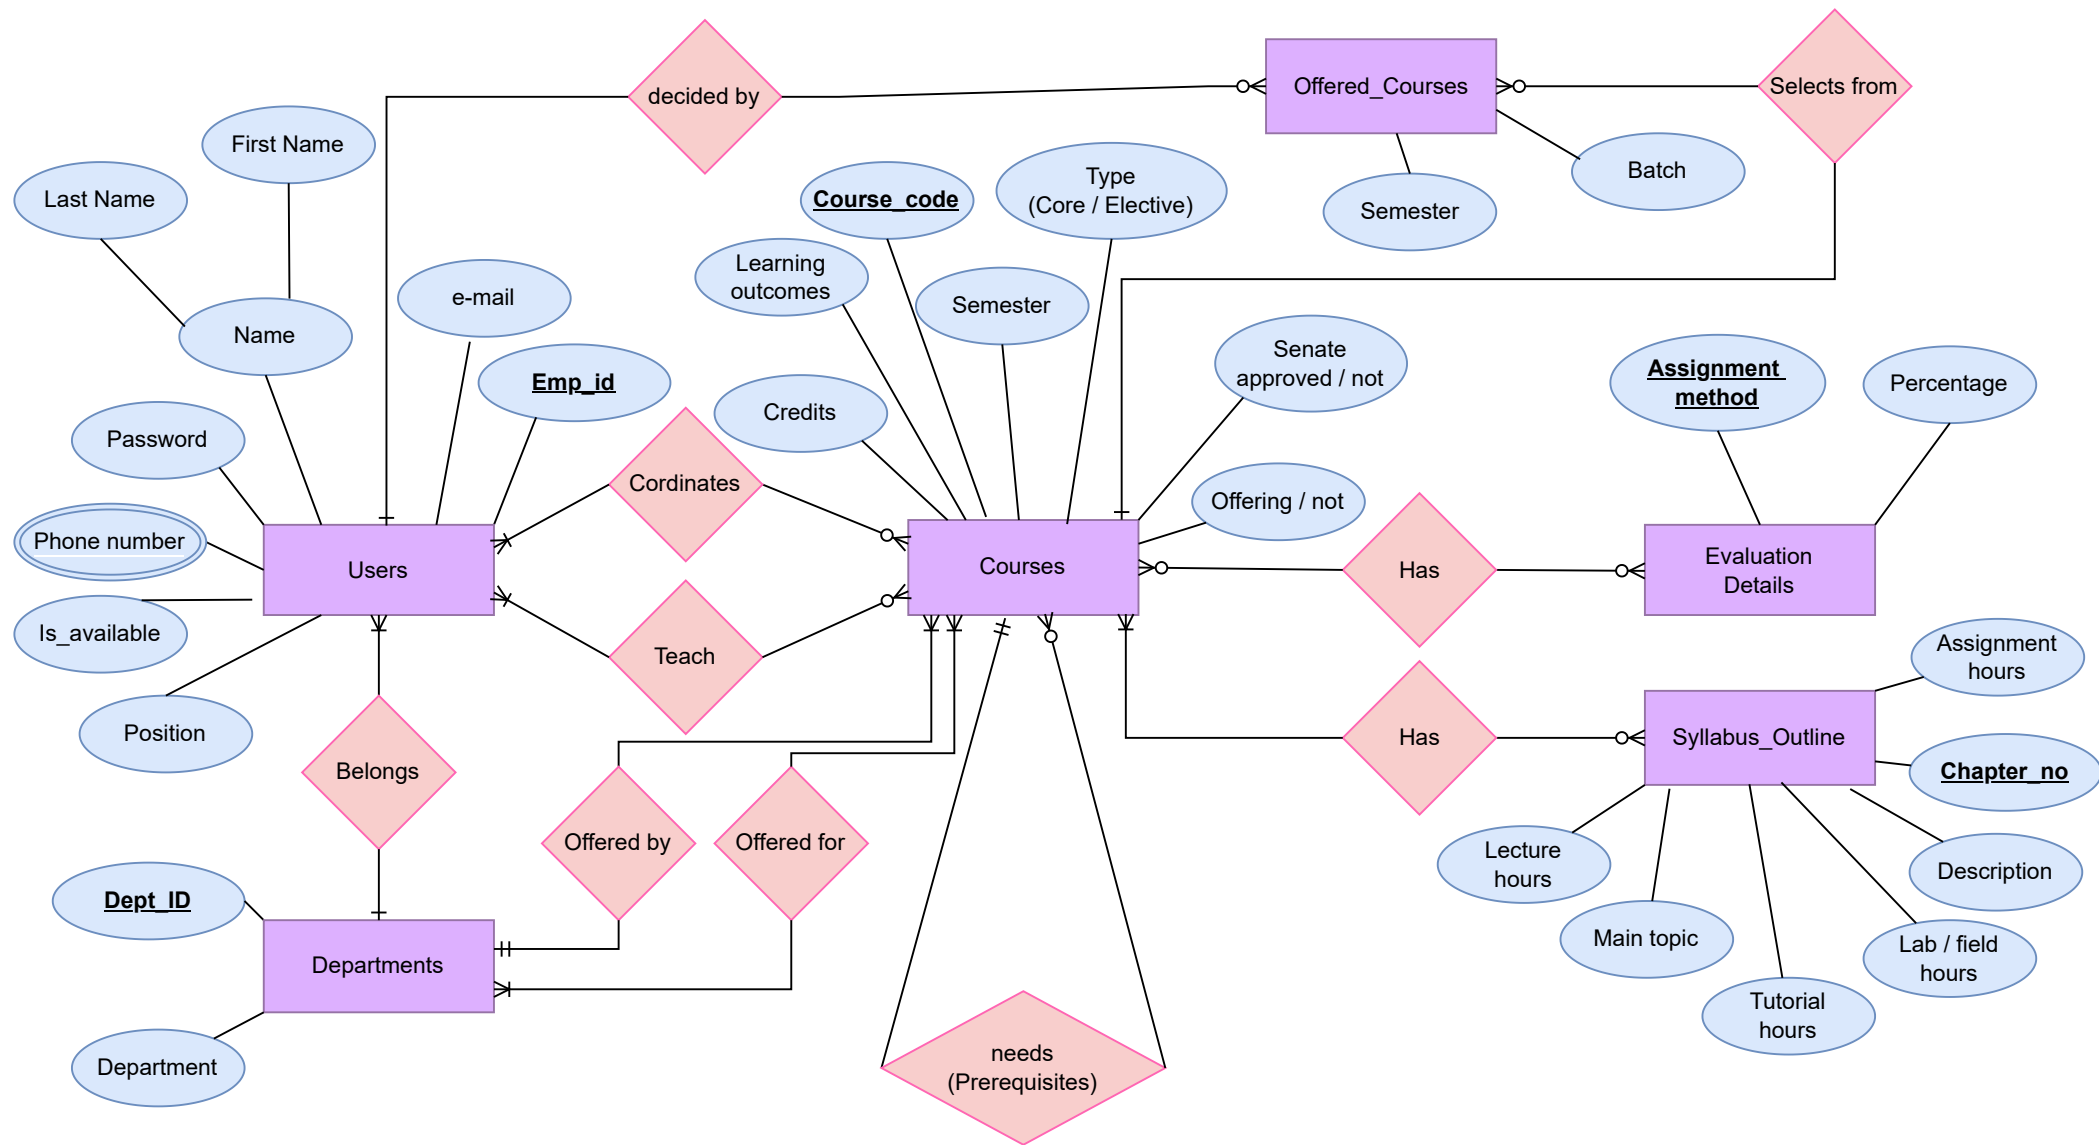 decided by
Offered_Courses
Selects from
First Name
Last Name
Course_code
Type
(Core / Elective)
Batch
Semester
Learning
outcomes
Semester
e-mail
Name
Emp_id
Senate
approved / not
Assignment
method
Percentage
Credits
Password
Cordinates
Offering / not
Phone number
Users
Courses
Has
Evaluation
Details
Is_available
Teach
Assignment
hours
Position
Has
Syllabus_Outline
Belongs
Chapter_no
Offered by
Offered for
Lecture
hours
Description
Dept_ID
Main topic
Lab / field
hours
Departments
Tutorial
hours
Department
needs
(Prerequisites)